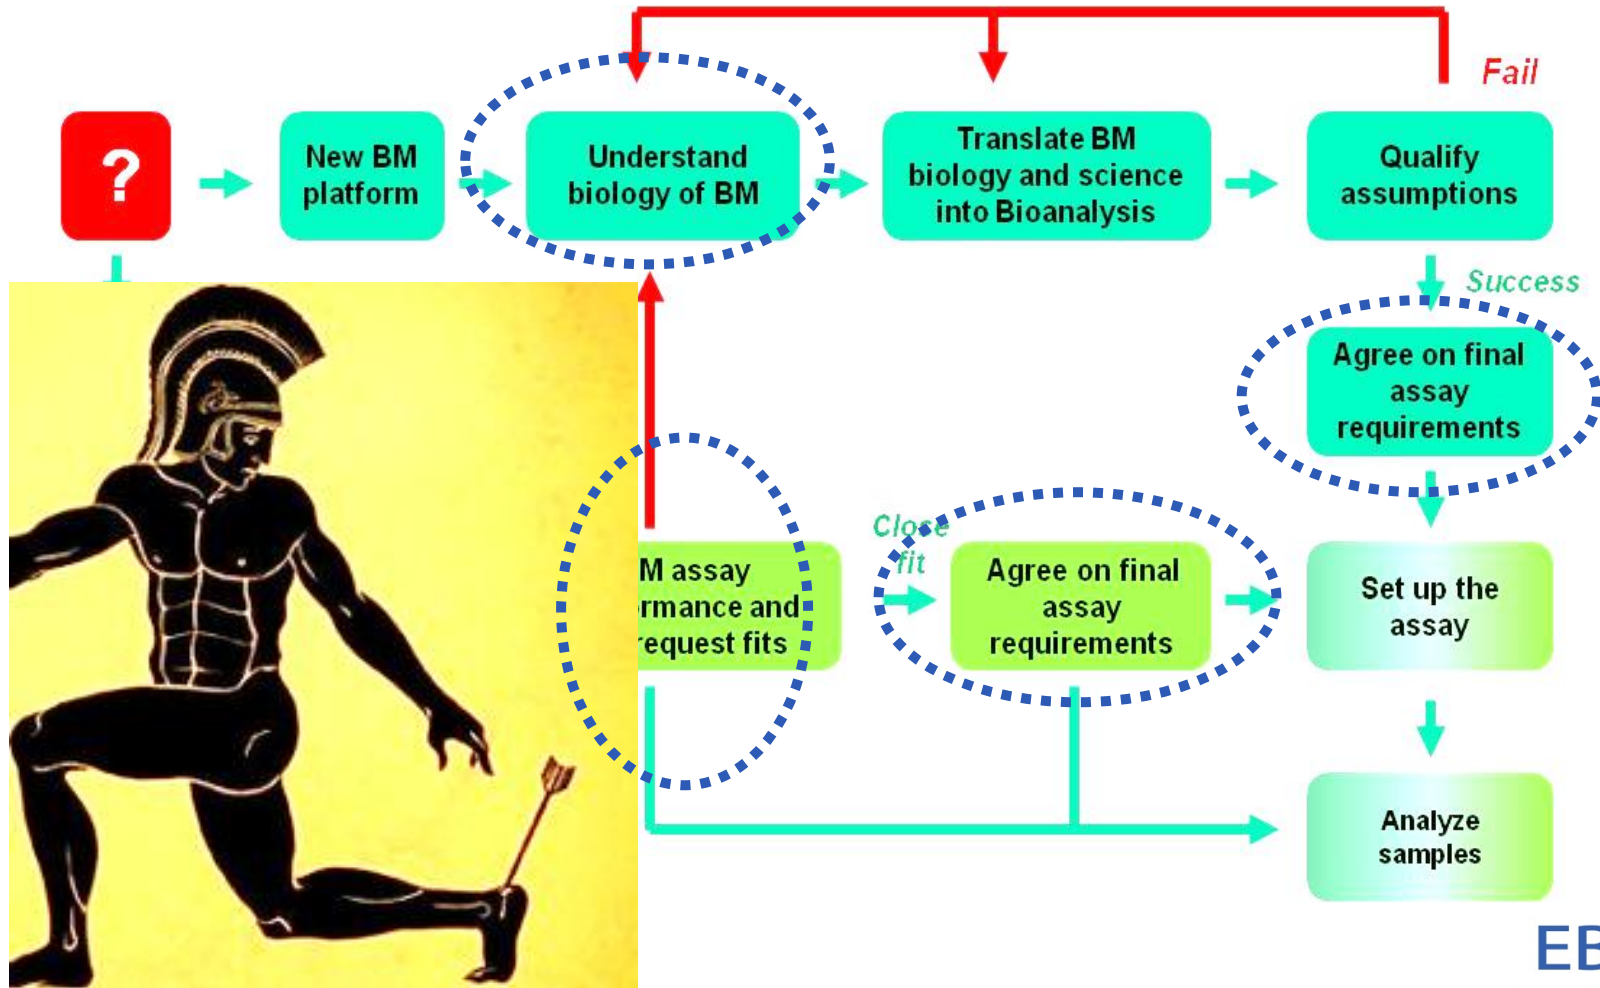 Fail
?
New BM
platform
Understand
biology of BM
Translate BM
biology and science
into Bioanalysis
Qualify
assumptions
Success
Agree on final
assay
requirements
Close
fit
M assay
ormance and
request fits
Agree on final
assay
requirements
Set up the
assay
Analyze
samples
EB